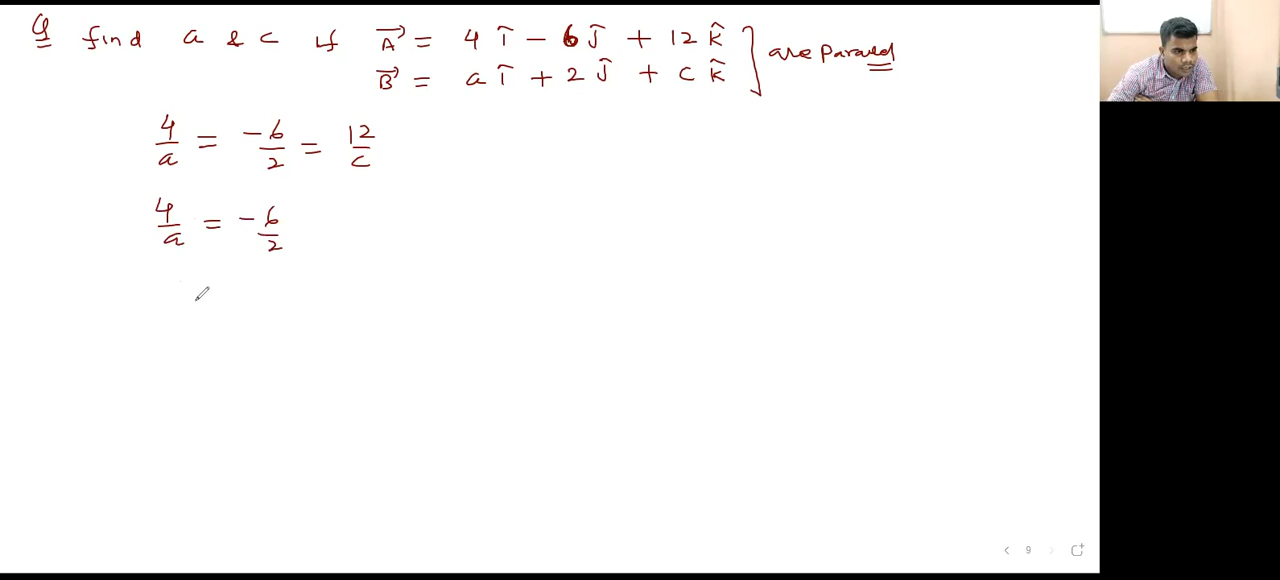 Q find a & c if A⃗ = 4 î - 6 ĵ + 12 k̂
B⃗ = a î + 2 ĵ + c k̂ ] are Parallel
4/a = -6/2 = 12/c
4/a = -6/2
9